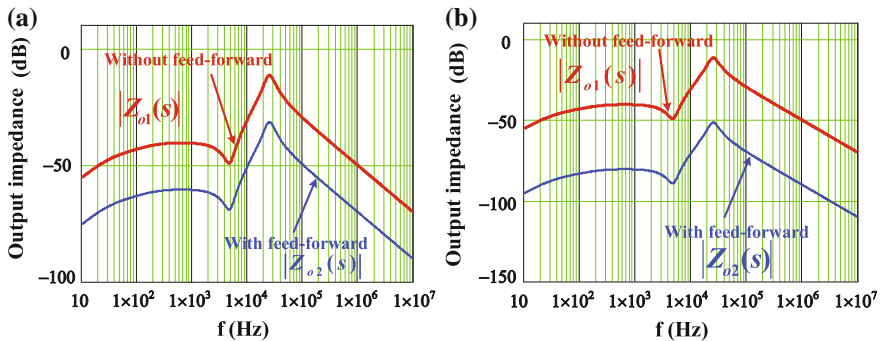 (a)
Output impedance (dB)
0
−50
−100
Without feed-forward
|Zo1(s)|
With feed-forward
|Zo2(s)|
10 1×10² 1×10³ 1×10⁴ 1×10⁵ 1×10⁶ 1×10⁷
f (Hz)
(b)
Output impedance (dB)
0
−50
−100
−150
Without feed-forward
|Zo1(s)|
With feed-forward
|Zo2(s)|
10 1×10² 1×10³ 1×10⁴ 1×10⁵ 1×10⁶ 1×10⁷
f (Hz)